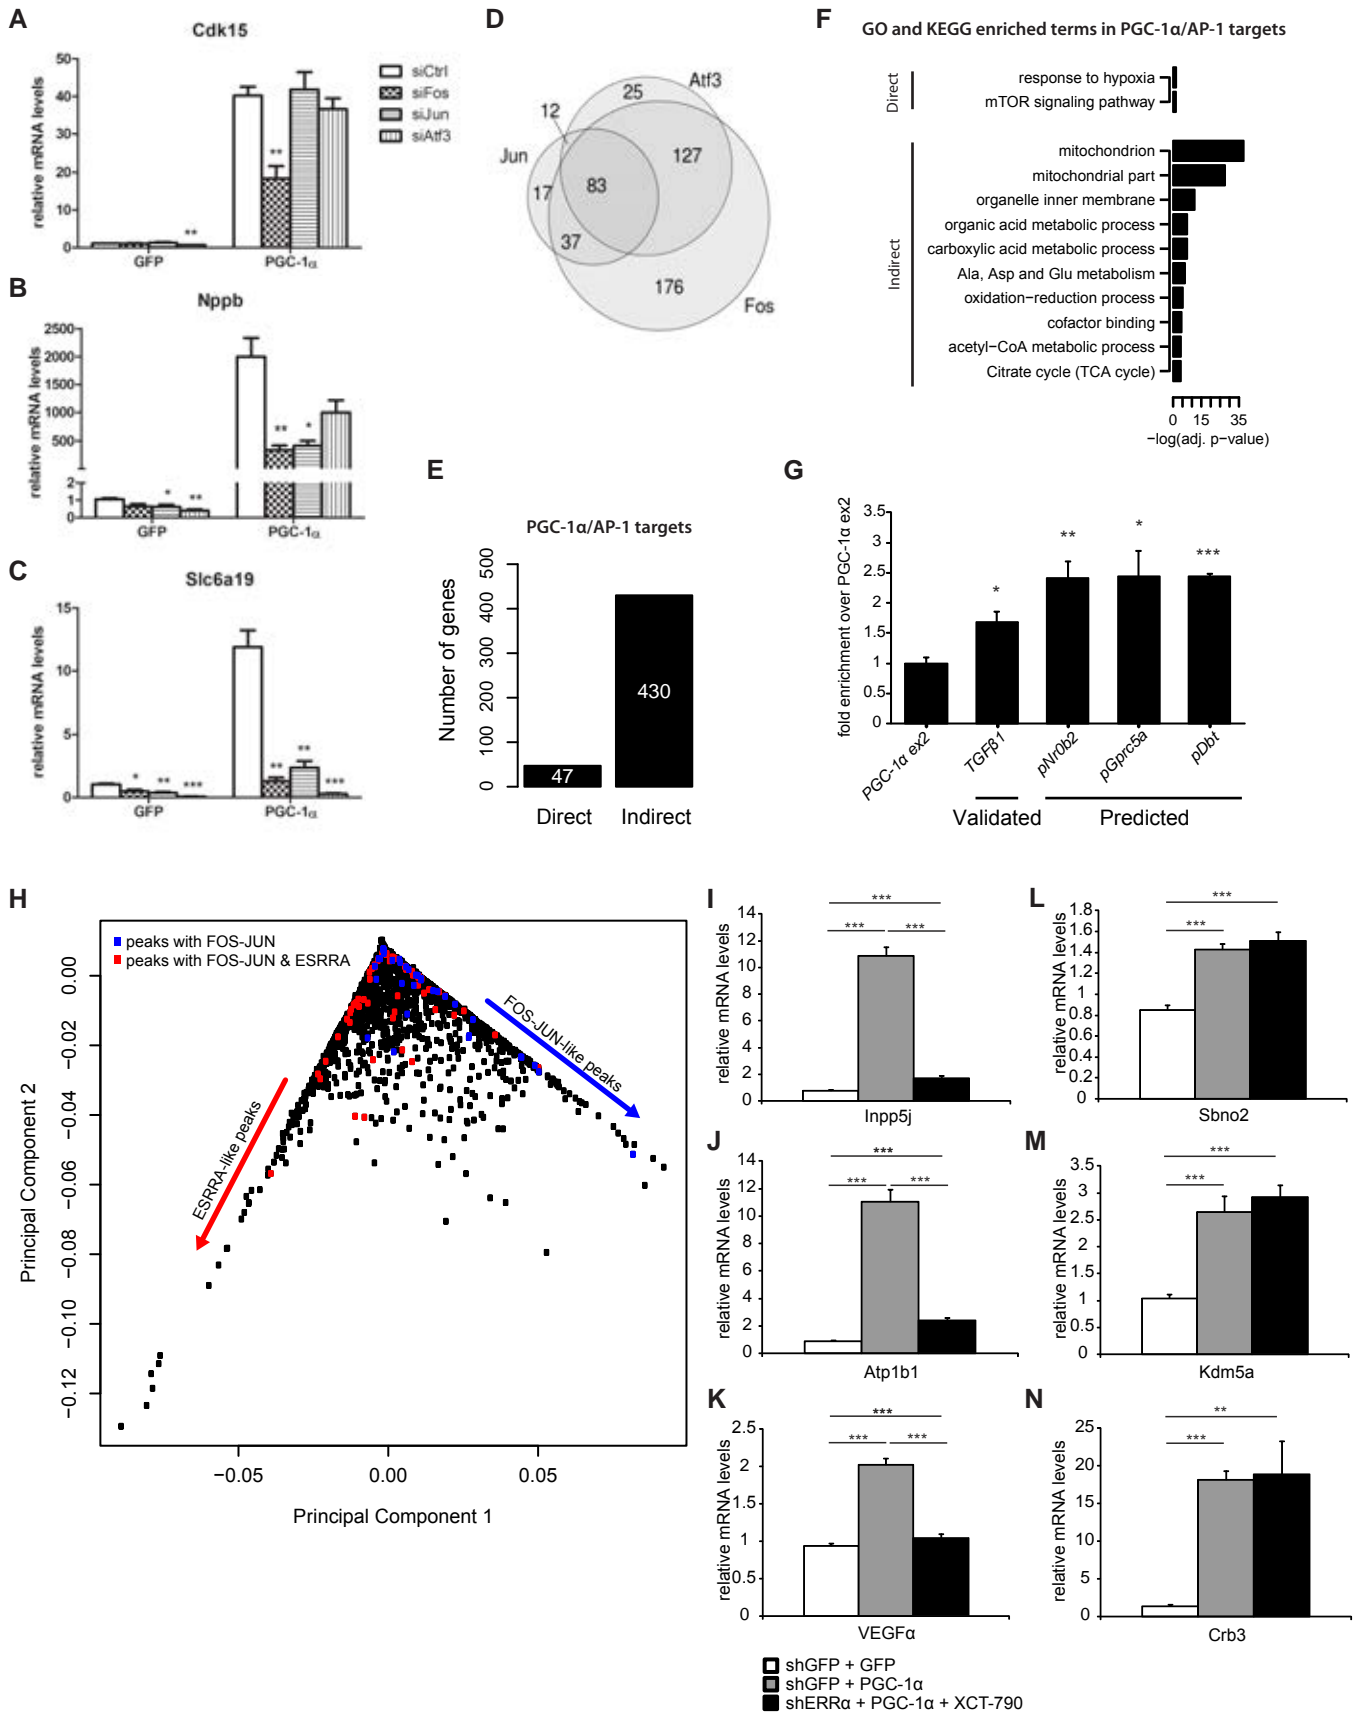 A
Cdk15
relative mRNA levels
50
40
30
20
10
0
**
**
GFP
PGC-1α
siCtrl
siFos
siJun
siAtf3
B
Nppb
relative mRNA levels
2500
2000
1500
1000
500
2
1
0
*
**
**
*
GFP
PGC-1α
C
Slc6a19
relative mRNA levels
15
10
5
0
*
**
***
**
**
***
GFP
PGC-1α
D
Atf3
25
12
Jun
127
17
83
37
176
Fos
E
PGC-1α/AP-1 targets
Number of genes
500
400
300
200
100
0
47
430
Direct
Indirect
F
GO and KEGG enriched terms in PGC-1α/AP-1 targets
Direct
response to hypoxia
mTOR signaling pathway
Indirect
mitochondrion
mitochondrial part
organelle inner membrane
organic acid metabolic process
carboxylic acid metabolic process
Ala, Asp and Glu metabolism
oxidation−reduction process
cofactor binding
acetyl−CoA metabolic process
Citrate cycle (TCA cycle)
0 15 35
−log(adj. p−value)
G
fold enrichment over PGC-1α ex2
3.5
3
2.5
2
1.5
1
0.5
0
*
**
*
***
PGC-1α ex2
TGFβ1
pNr0b2
pGprc5a
pDbt
Validated
Predicted
H
peaks with FOS-JUN
peaks with FOS-JUN & ESRRA
FOS-JUN-like peaks
ESRRA-like peaks
Principal Component 2
0.00
−0.02
−0.04
−0.06
−0.08
−0.10
−0.12
−0.05
0.00
0.05
Principal Component 1
I
relative mRNA levels
14
12
10
8
6
4
2
0
***
*** ***
Inpp5j
J
relative mRNA levels
14
12
10
8
6
4
2
0
***
*** ***
Atp1b1
K
relative mRNA levels
2.5
2
1.5
1
0.5
0
***
*** ***
VEGFα
L
relative mRNA levels
1.8
1.6
1.4
1.2
1
0.8
0.6
0.4
0.2
0
***
***
Sbno2
M
relative mRNA levels
3.5
3
2.5
2
1.5
1
0.5
0
***
***
Kdm5a
N
relative mRNA levels
25
20
15
10
5
0
**
***
Crb3
shGFP + GFP
shGFP + PGC-1α
shERRα + PGC-1α + XCT-790